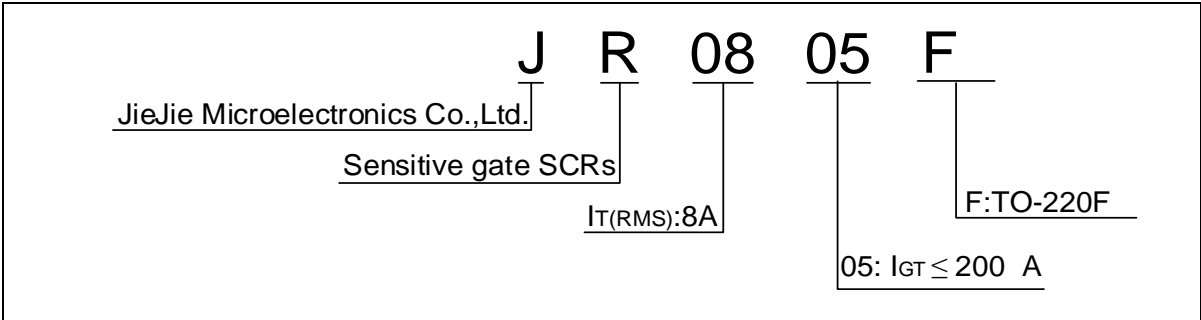 J R 08 05 F
JieJie Microelectronics Co.,Ltd.
Sensitive gate SCRs
IT(RMS):8A
F:TO-220F
05: IGT ≤ 200 A